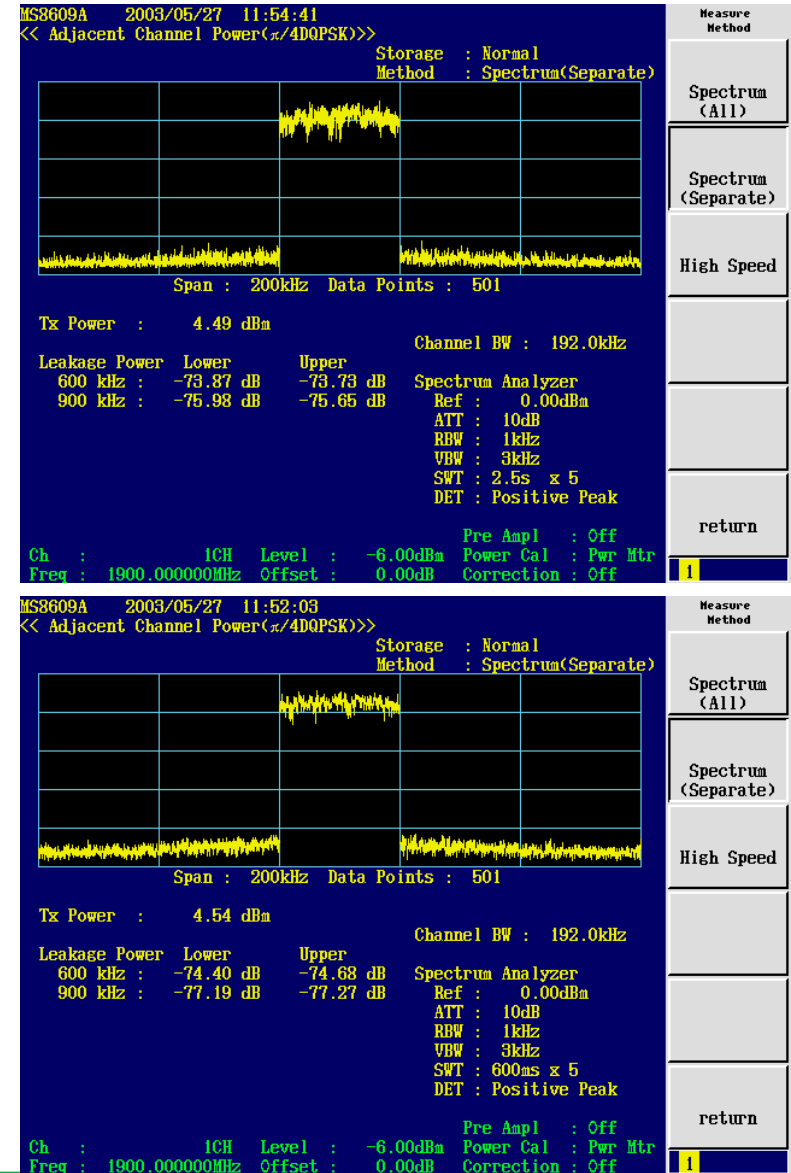 MS8609A 2003/05/27 11:54:41
<< Adjacent Channel Power(π/4DQPSK)>>
Storage : Normal
Method : Spectrum(Separate)
Span : 200kHz Data Points : 501
Tx Power : 4.49 dBm
Channel BW : 192.0kHz
Leakage Power Lower Upper
600 kHz : -73.87 dB -73.73 dB
900 kHz : -75.98 dB -75.65 dB
Spectrum Analyzer
Ref : 0.00dBm
ATT : 10dB
RBW : 1kHz
VBW : 3kHz
SWT : 2.5s x 5
DET : Positive Peak
Pre Ampl : Off
Ch : 1CH Level : -6.00dBm Power Cal : Pwr Mtr
Freq : 1900.000000MHz Offset : 0.00dB Correction : Off
Measure
Method
Spectrum
(All)
Spectrum
(Separate)
High Speed
return
1
MS8609A 2003/05/27 11:52:03
<< Adjacent Channel Power(π/4DQPSK)>>
Storage : Normal
Method : Spectrum(Separate)
Span : 200kHz Data Points : 501
Tx Power : 4.54 dBm
Channel BW : 192.0kHz
Leakage Power Lower Upper
600 kHz : -74.40 dB -74.68 dB
900 kHz : -77.19 dB -77.27 dB
Spectrum Analyzer
Ref : 0.00dBm
ATT : 10dB
RBW : 1kHz
VBW : 3kHz
SWT : 600ms x 5
DET : Positive Peak
Pre Ampl : Off
Ch : 1CH Level : -6.00dBm Power Cal : Pwr Mtr
Freq : 1900.000000MHz Offset : 0.00dB Correction : Off
Measure
Method
Spectrum
(All)
Spectrum
(Separate)
High Speed
return
1